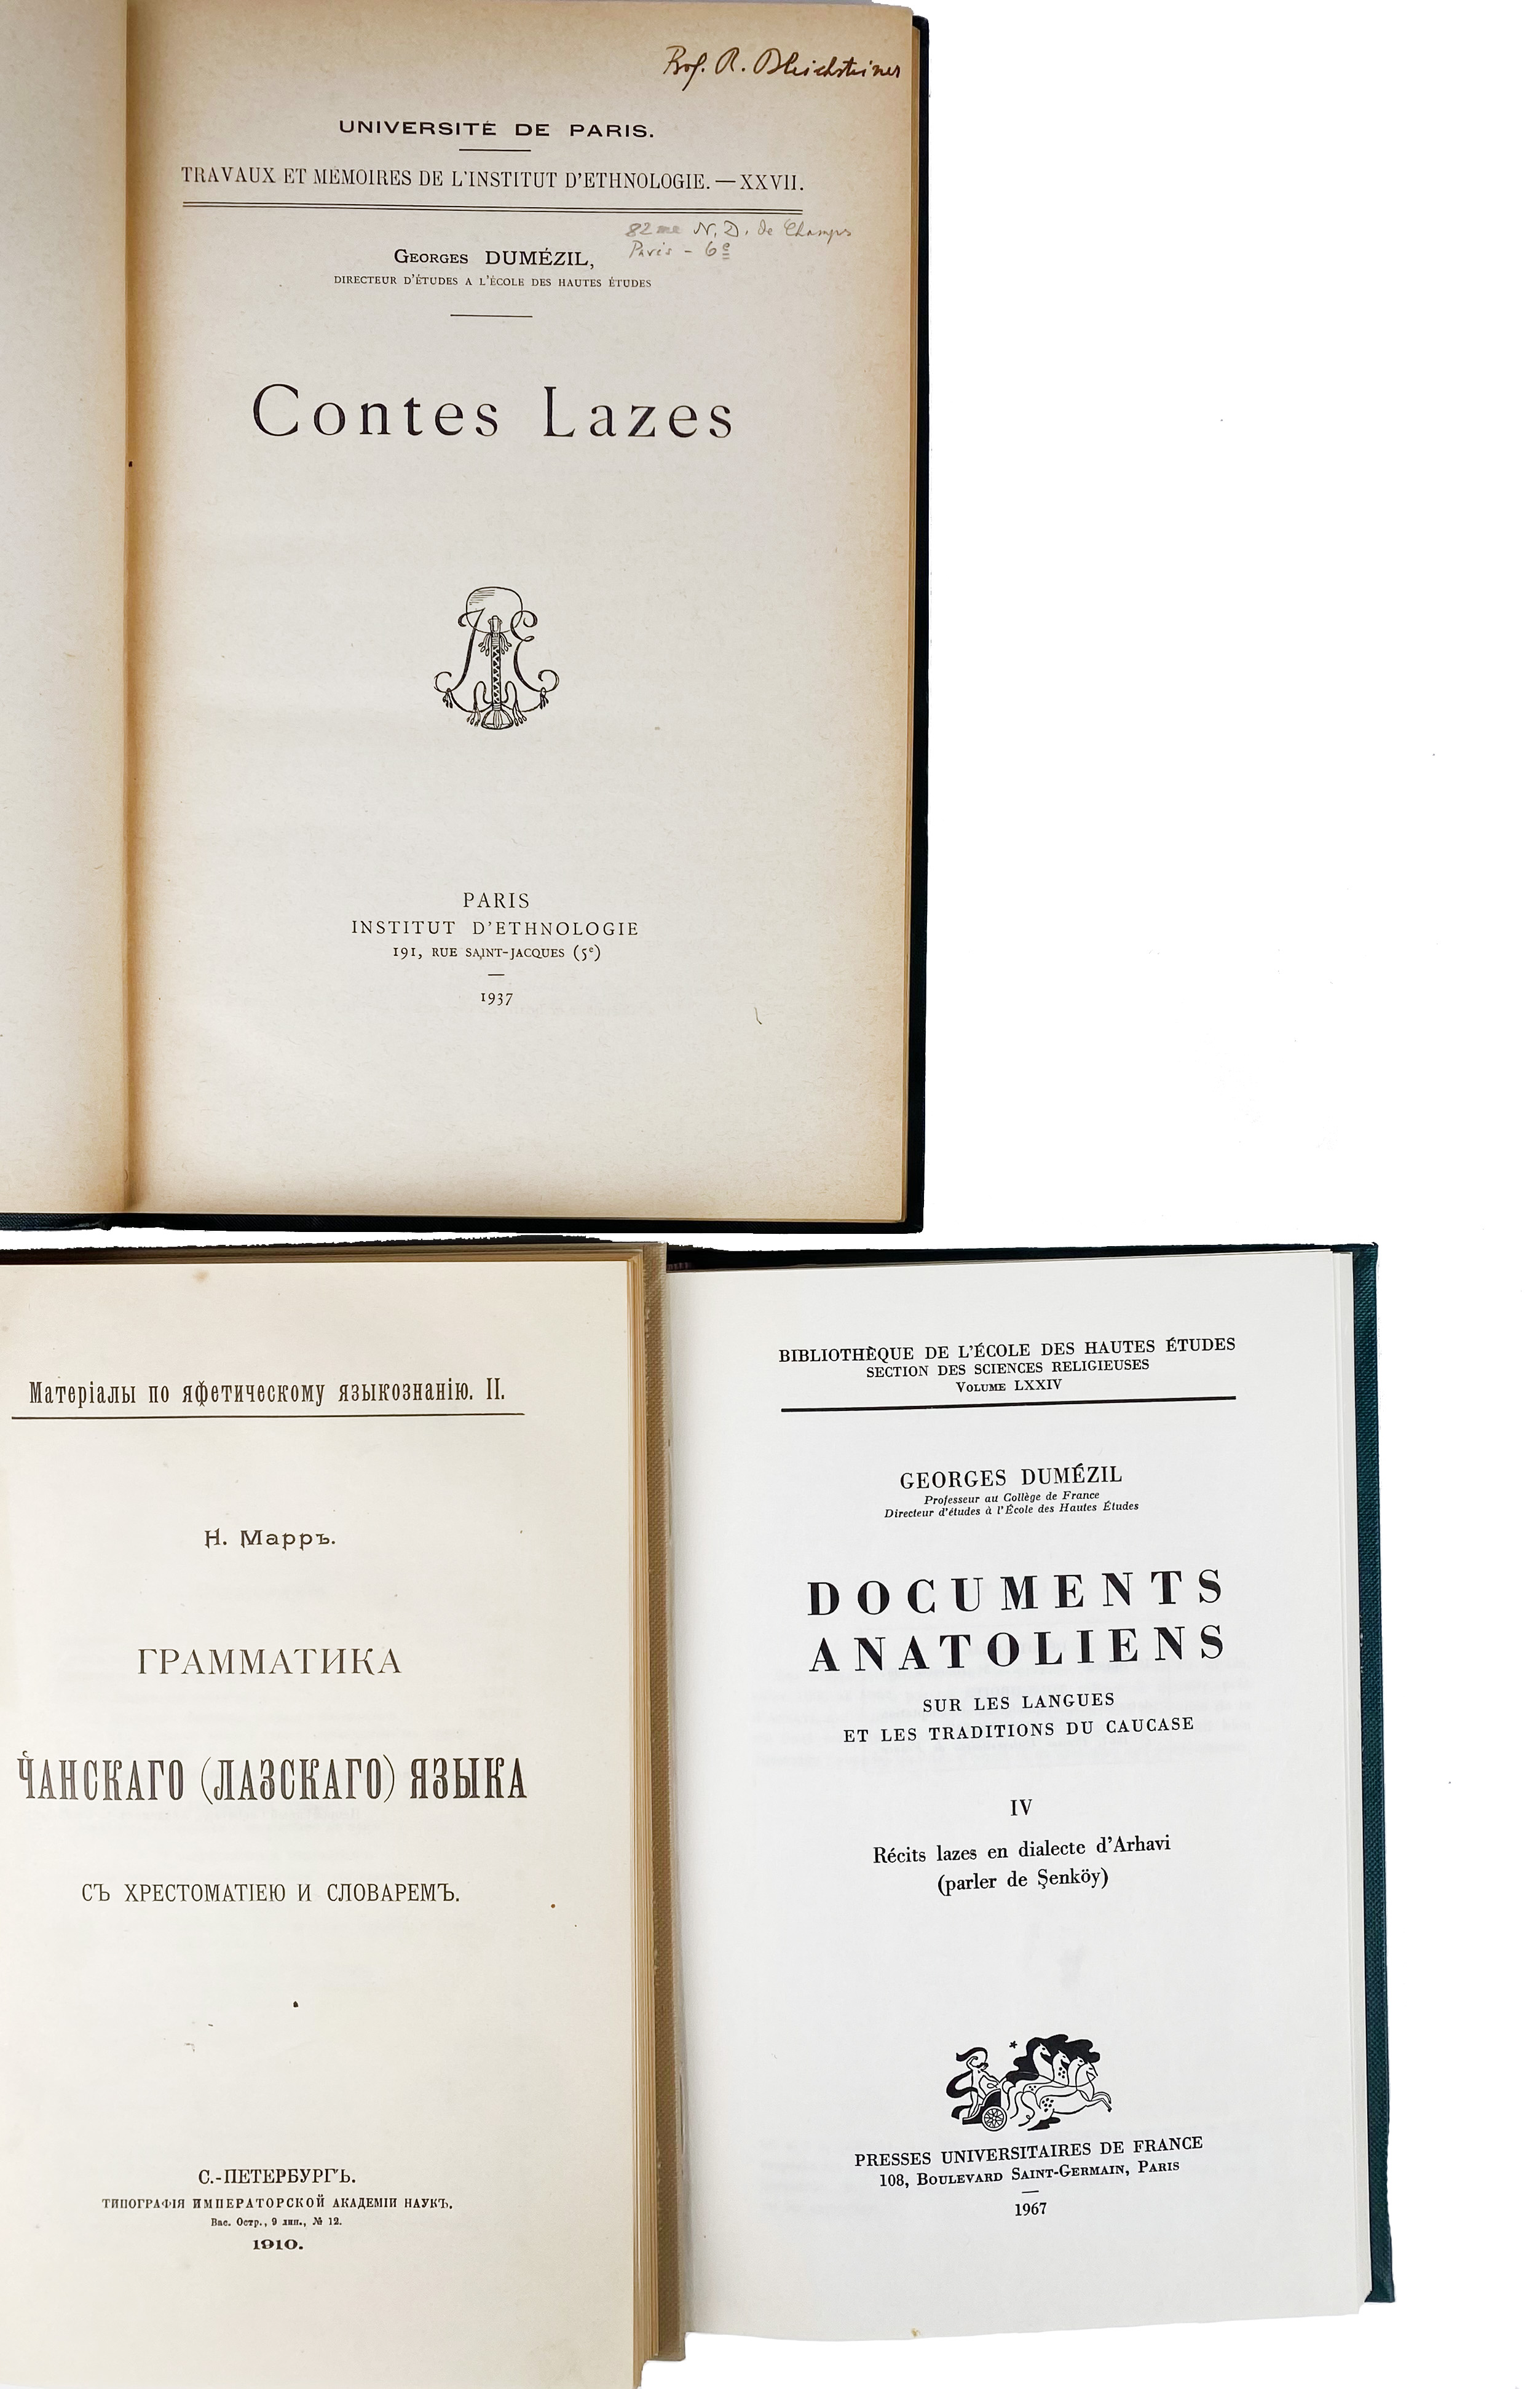 Prof. R. Bleichsteiner
UNIVERSITÉ DE PARIS.
TRAVAUX ET MÉMOIRES DE L'INSTITUT D'ETHNOLOGIE. — XXVII.
82 me N. D. de Champs
Paris - 6e
Georges DUMÉZIL,
DIRECTEUR D'ÉTUDES A L'ÉCOLE DES HAUTES ÉTUDES
Contes Lazes
PARIS
INSTITUT D'ETHNOLOGIE
191, RUE SAINT-JACQUES (5e)
1937
Матеріалы по яфетическому языкознанію. II.
Н. Марръ.
ГРАММАТИКА
ЧАНСКАГО (ЛАЗСКАГО) ЯЗЫКА
СЪ ХРЕСТОМАТІЕЮ И СЛОВАРЕМЪ.
С.-ПЕТЕРБУРГЪ.
ТИПОГРАФІЯ ИМПЕРАТОРСКОЙ АКАДЕМІИ НАУКЪ.
Вас. Остр., 9 лин., № 12.
1910.
BIBLIOTHÈQUE DE L'ÉCOLE DES HAUTES ÉTUDES
SECTION DES SCIENCES RELIGIEUSES
Volume LXXIV
GEORGES DUMÉZIL
Professeur au Collège de France
Directeur d'études à l'École des Hautes Études
DOCUMENTS
ANATOLIENS
SUR LES LANGUES
ET LES TRADITIONS DU CAUCASE
IV
Récits lazes en dialecte d'Arhavi
(parler de Şenköy)
PRESSES UNIVERSITAIRES DE FRANCE
108, Boulevard Saint-Germain, Paris
1967